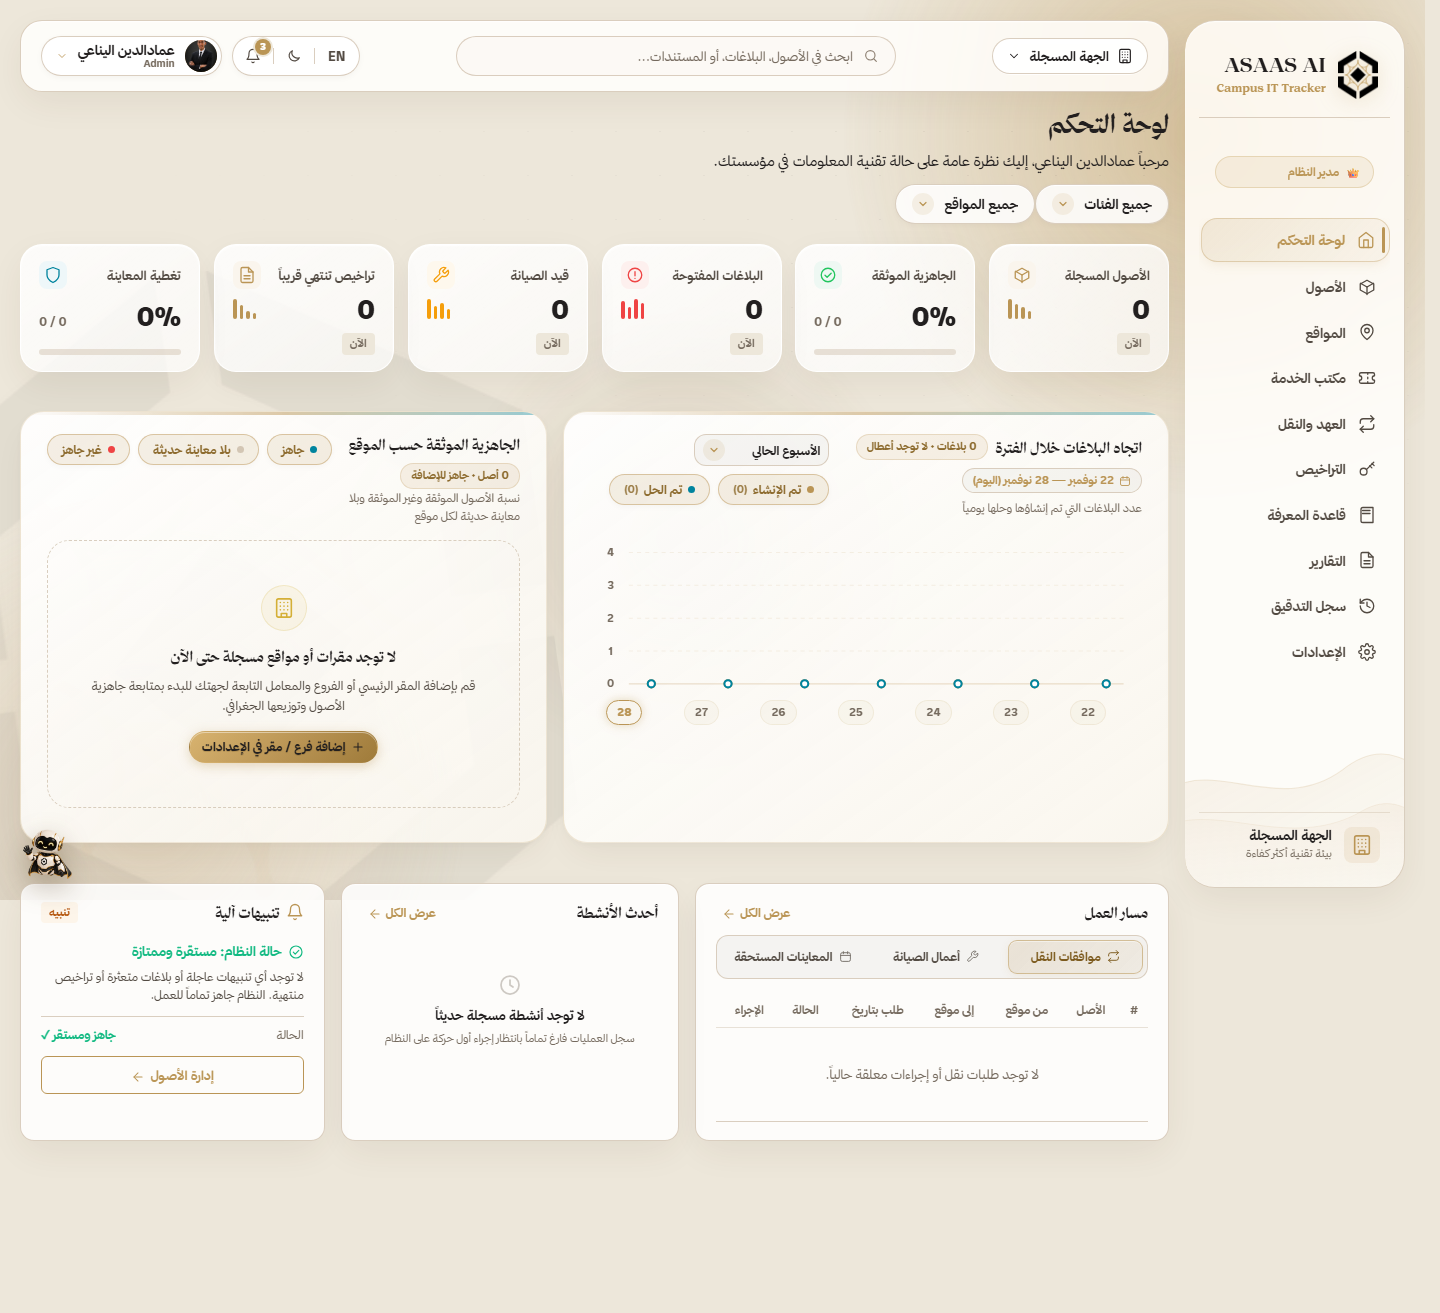 ASAAS AI
Campus IT Tracker
مدير النظام
لوحة التحكم
الأصول
المواقع
مكتب الخدمة
العهد والنقل
التراخيص
قاعدة المعرفة
التقارير
سجل التدقيق
الإعدادات
الجهة المسجلة
بيئة تقنية أكثر كفاءة
الجهة المسجلة
ابحث في الأصول، البلاغات، أو المستندات...
EN
3
عمادالدين اليناعي
Admin
لوحة التحكم
مرحباً عمادالدين اليناعي، إليك نظرة عامة على حالة تقنية المعلومات في مؤسستك.
جميع الفئات
جميع المواقع
الأصول المسجلة
0
الآن
الجاهزية الموثقة
0%
0 / 0
البلاغات المفتوحة
0
الآن
قيد الصيانة
0
الآن
تراخيص تنتهي قريباً
0
الآن
تغطية المعاينة
0%
0 / 0
اتجاه البلاغات خلال الفترة
0 بلاغات • لا توجد أعطال
22 نوفمبر — 28 نوفمبر (اليوم)
عدد البلاغات التي تم إنشاؤها وحلها يومياً
الأسبوع الحالي
تم الإنشاء (0)
تم الحل (0)
4
3
2
1
0
22
23
24
25
26
27
28
الجاهزية الموثقة حسب الموقع
0 أصل • جاهز للإضافة
نسبة الأصول الموثقة وغير الموثقة وبلا
معاينة حديثة لكل موقع
جاهز
بلا معاينة حديثة
غير جاهز
لا توجد مقرات أو مواقع مسجلة حتى الآن
قم بإضافة المقر الرئيسي أو الفروع والمعامل التابعة لجهتك للبدء بمتابعة جاهزية
الأصول وتوزيعها الجغرافي.
+ إضافة فرع / مقر في الإعدادات
مسار العمل
عرض الكل ←
موافقات النقل
أعمال الصيانة
المعاينات المستحقة
# الأصل من موقع إلى موقع طلب بتاريخ الحالة الإجراء
لا توجد طلبات نقل أو إجراءات معلقة حالياً.
أحدث الأنشطة
عرض الكل ←
لا توجد أنشطة مسجلة حديثاً
سجل العمليات فارغ تماماً بانتظار إجراء أول حركة على النظام
تنبيهات آلية
تنبيه
حالة النظام: مستقرة وممتازة
لا توجد أي تنبيهات عاجلة أو بلاغات متعثرة أو تراخيص
منتهية. النظام جاهز تماماً للعمل.
الحالة
جاهز ومستقر ✓
إدارة الأصول ←